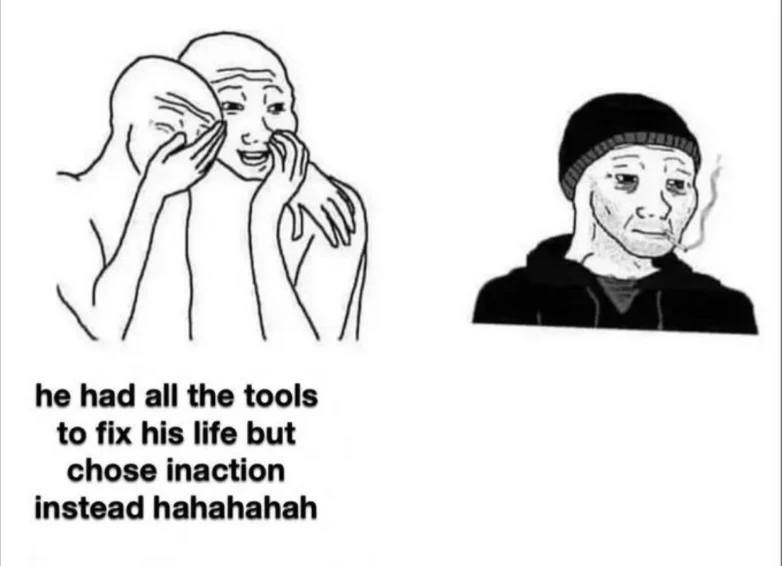 he had all the tools
to fix his life but
chose inaction
instead hahahahah